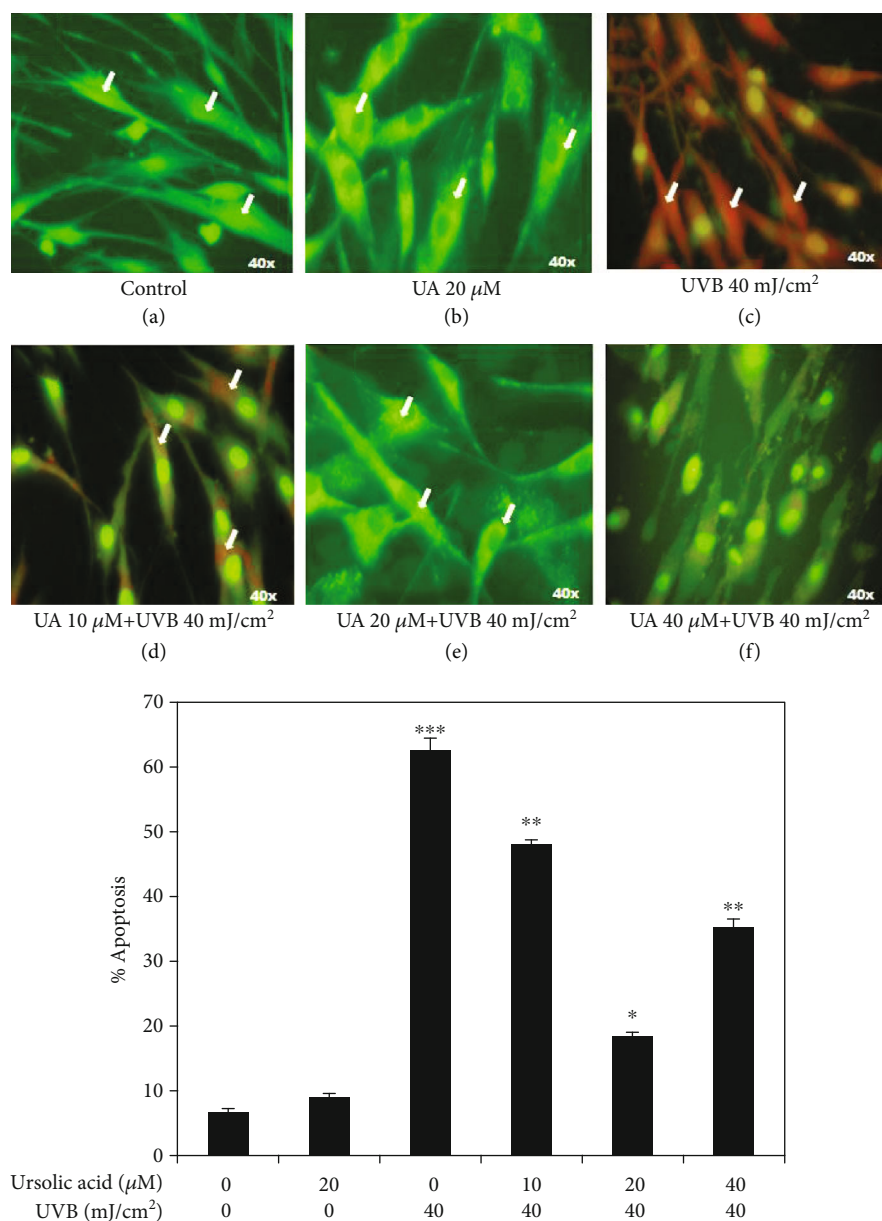 40x 40x 40x
Control UA 20 μM UVB 40 mJ/cm²
(a) (b) (c)
40x 40x 40x
UA 10 μM+UVB 40 mJ/cm² UA 20 μM+UVB 40 mJ/cm² UA 40 μM+UVB 40 mJ/cm²
(d) (e) (f)
70
***
60
50
**
% Apoptosis
40
**
30
20
*
10
0
Ursolic acid (μM) 0 20 0 10 20 40
UVB (mJ/cm²) 0 0 40 40 40 40